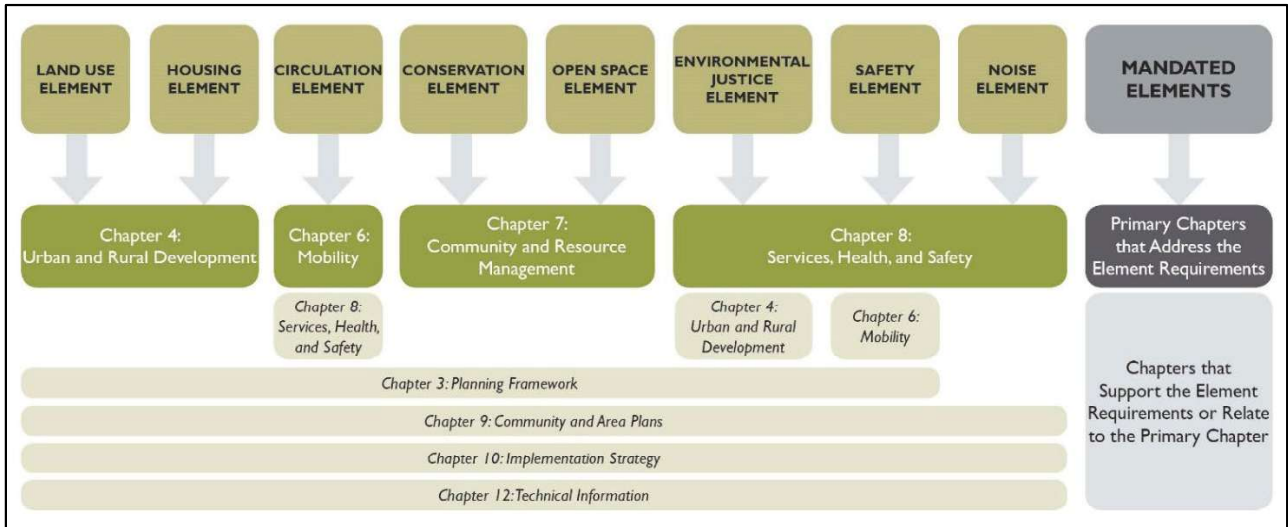 LAND USE
ELEMENT
HOUSING
ELEMENT
CIRCULATION
ELEMENT
CONSERVATION
ELEMENT
OPEN SPACE
ELEMENT
ENVIRONMENTAL
JUSTICE
ELEMENT
SAFETY
ELEMENT
NOISE
ELEMENT
MANDATED
ELEMENTS
Chapter 4:
Urban and Rural Development
Chapter 6:
Mobility
Chapter 7:
Community and Resource
Management
Chapter 8:
Services, Health, and Safety
Primary Chapters
that Address the
Element Requirements
Chapter 8:
Services, Health,
and Safety
Chapter 4:
Urban and Rural
Development
Chapter 6:
Mobility
Chapter 3: Planning Framework
Chapter 9: Community and Area Plans
Chapter 10: Implementation Strategy
Chapter 12: Technical Information
Chapters that
Support the Element
Requirements or Relate
to the Primary Chapter